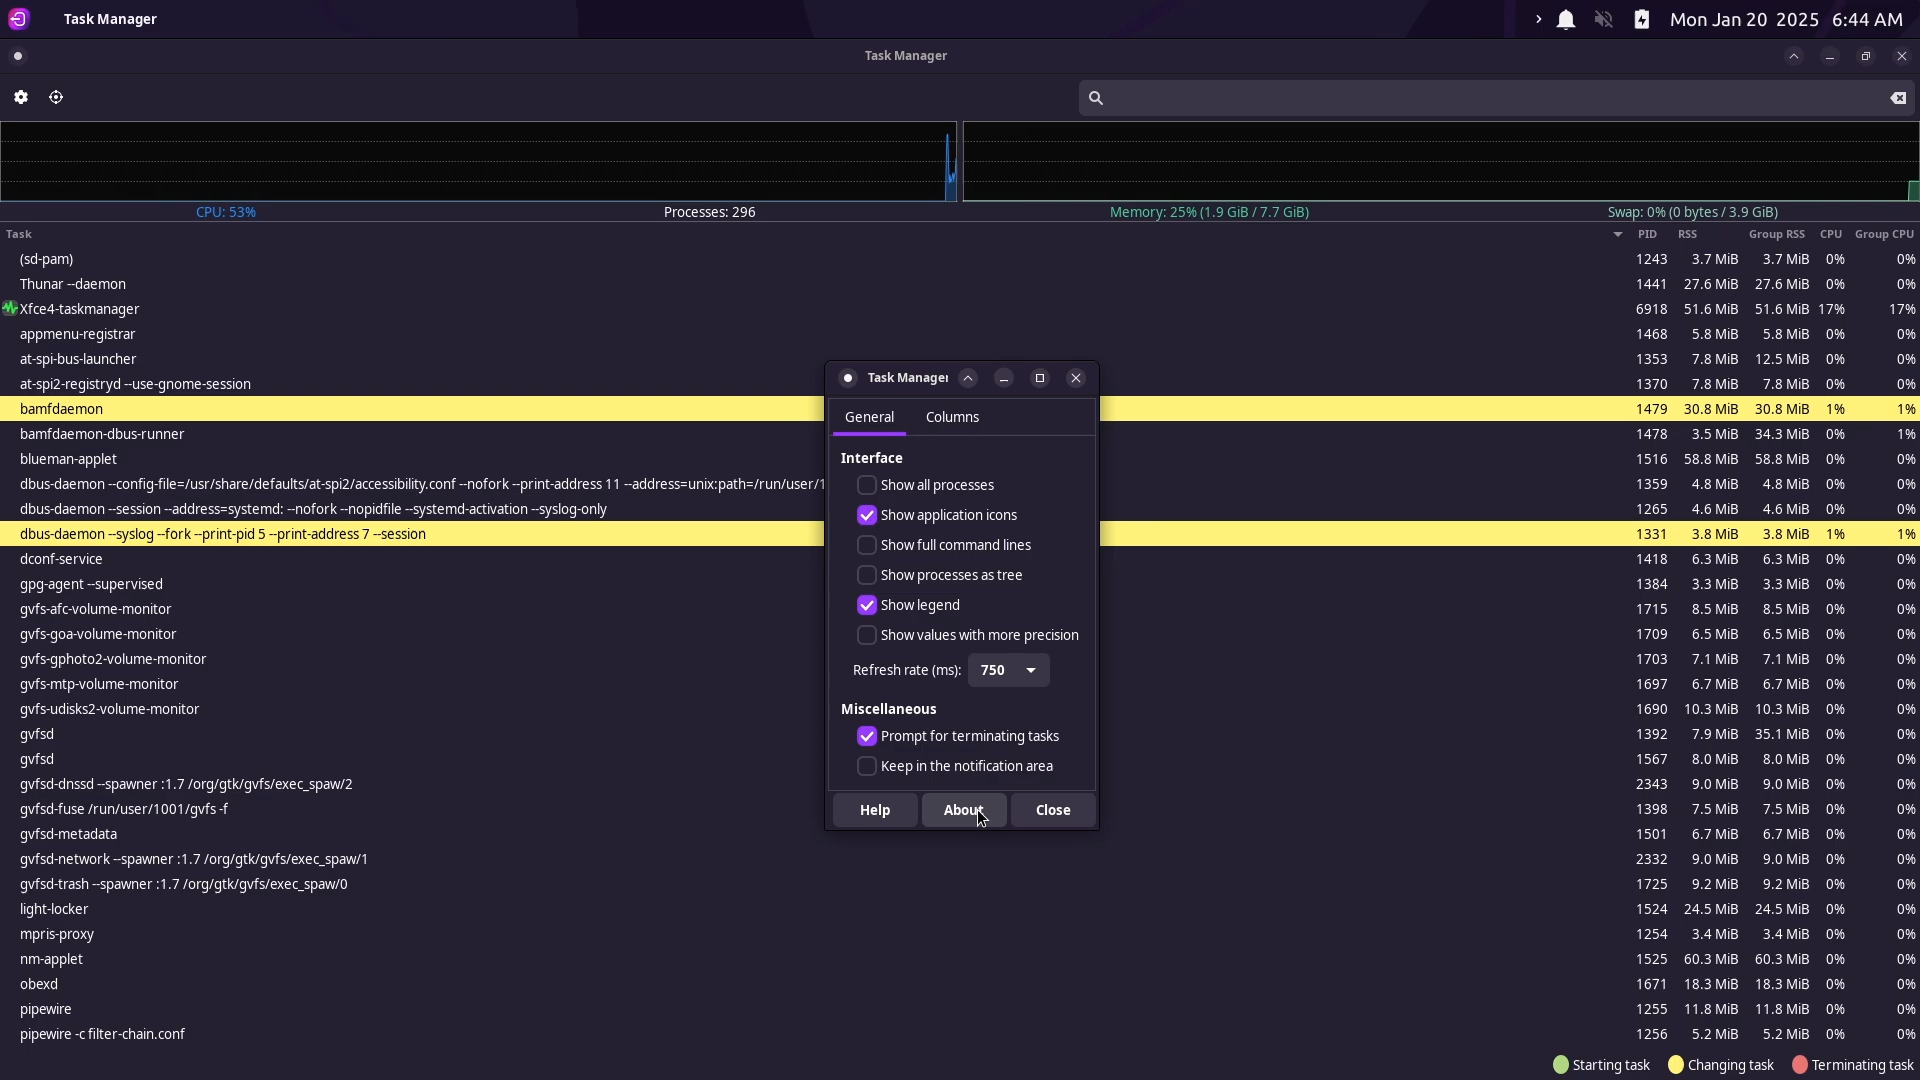 Task Manager
Mon Jan 20 2025 6:44 AM
Task Manager
CPU: 53%
Processes: 296
Memory: 25% (1.9 GiB / 7.7 GiB)
Swap: 0% (0 bytes / 3.9 GiB)
Task PID RSS Group RSS CPU Group CPU
(sd-pam) 1243 3.7 MiB 3.7 MiB 0% 0%
Thunar --daemon 1441 27.6 MiB 27.6 MiB 0% 0%
Xfce4-taskmanager 6918 51.6 MiB 51.6 MiB 17% 17%
appmenu-registrar 1468 5.8 MiB 5.8 MiB 0% 0%
at-spi-bus-launcher 1353 7.8 MiB 12.5 MiB 0% 0%
at-spi2-registryd --use-gnome-session 1370 7.8 MiB 7.8 MiB 0% 0%
bamfdaemon 1479 30.8 MiB 30.8 MiB 1% 1%
bamfdaemon-dbus-runner 1478 3.5 MiB 34.3 MiB 0% 1%
blueman-applet 1516 58.8 MiB 58.8 MiB 0% 0%
dbus-daemon --config-file=/usr/share/defaults/at-spi2/accessibility.conf --nofork --print-address 11 --address=unix:path=/run/user/1 1359 4.8 MiB 4.8 MiB 0% 0%
dbus-daemon --session --address=systemd: --nofork --nopidfile --systemd-activation --syslog-only 1265 4.6 MiB 4.6 MiB 0% 0%
dbus-daemon --syslog --fork --print-pid 5 --print-address 7 --session 1331 3.8 MiB 3.8 MiB 1% 1%
dconf-service 1418 6.3 MiB 6.3 MiB 0% 0%
gpg-agent --supervised 1384 3.3 MiB 3.3 MiB 0% 0%
gvfs-afc-volume-monitor 1715 8.5 MiB 8.5 MiB 0% 0%
gvfs-goa-volume-monitor 1709 6.5 MiB 6.5 MiB 0% 0%
gvfs-gphoto2-volume-monitor 1703 7.1 MiB 7.1 MiB 0% 0%
gvfs-mtp-volume-monitor 1697 6.7 MiB 6.7 MiB 0% 0%
gvfs-udisks2-volume-monitor 1690 10.3 MiB 10.3 MiB 0% 0%
gvfsd 1392 7.9 MiB 35.1 MiB 0% 0%
gvfsd 1567 8.0 MiB 8.0 MiB 0% 0%
gvfsd-dnssd --spawner :1.7 /org/gtk/gvfs/exec_spaw/2 2343 9.0 MiB 9.0 MiB 0% 0%
gvfsd-fuse /run/user/1001/gvfs -f 1398 7.5 MiB 7.5 MiB 0% 0%
gvfsd-metadata 1501 6.7 MiB 6.7 MiB 0% 0%
gvfsd-network --spawner :1.7 /org/gtk/gvfs/exec_spaw/1 2332 9.0 MiB 9.0 MiB 0% 0%
gvfsd-trash --spawner :1.7 /org/gtk/gvfs/exec_spaw/0 1725 9.2 MiB 9.2 MiB 0% 0%
light-locker 1524 24.5 MiB 24.5 MiB 0% 0%
mpris-proxy 1254 3.4 MiB 3.4 MiB 0% 0%
nm-applet 1525 60.3 MiB 60.3 MiB 0% 0%
obexd 1671 18.3 MiB 18.3 MiB 0% 0%
pipewire 1255 11.8 MiB 11.8 MiB 0% 0%
pipewire -c filter-chain.conf 1256 5.2 MiB 5.2 MiB 0% 0%
Starting task
Changing task
Terminating task
Task Manager
General Columns
Interface
Show all processes
Show application icons
Show full command lines
Show processes as tree
Show legend
Show values with more precision
Refresh rate (ms): 750
Miscellaneous
Prompt for terminating tasks
Keep in the notification area
Help About Close